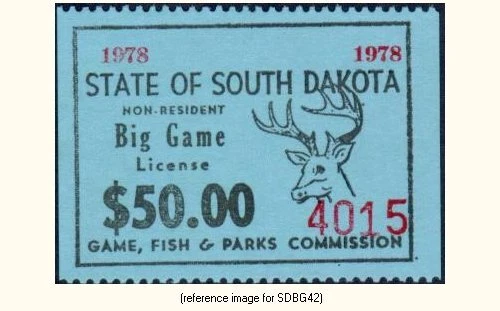 1978 1978
STATE OF SOUTH DAKOTA
NON-RESIDENT
Big Game
License
$50.00
4015
GAME, FISH & PARKS COMMISSION
(reference image for SDBG42)